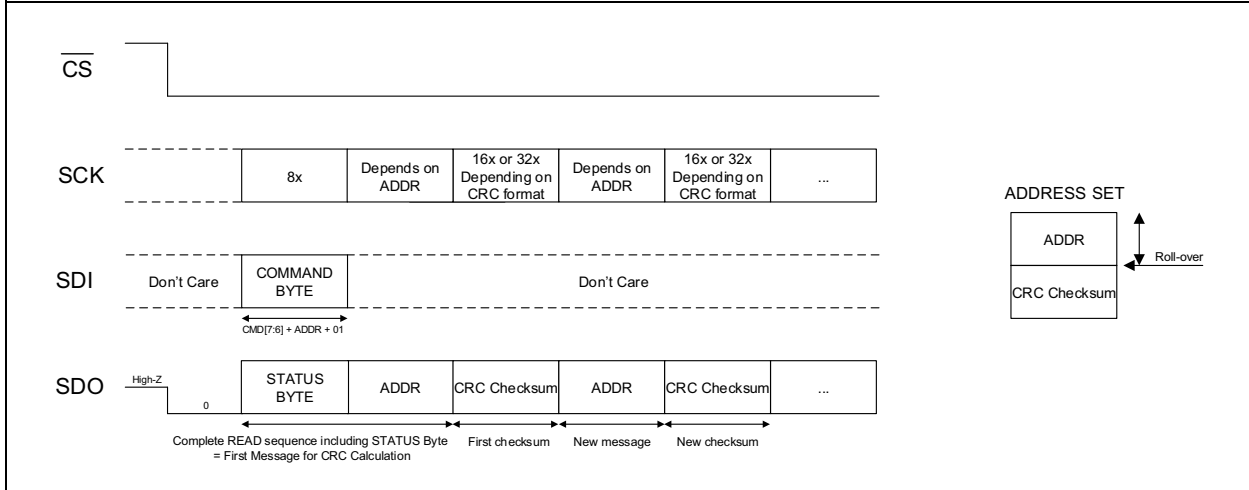 CS
SCK
8x
Depends on
ADDR
16x or 32x
Depending on
CRC format
Depends on
ADDR
16x or 32x
Depending on
CRC format
...
SDI
Don't Care
COMMAND
BYTE
Don't Care
CMD[7:6] + ADDR + 01
SDO
High-Z
0
STATUS
BYTE
ADDR
CRC Checksum
ADDR
CRC Checksum
...
Complete READ sequence including STATUS Byte
= First Message for CRC Calculation
First checksum
New message
New checksum
ADDRESS SET
ADDR
Roll-over
CRC Checksum